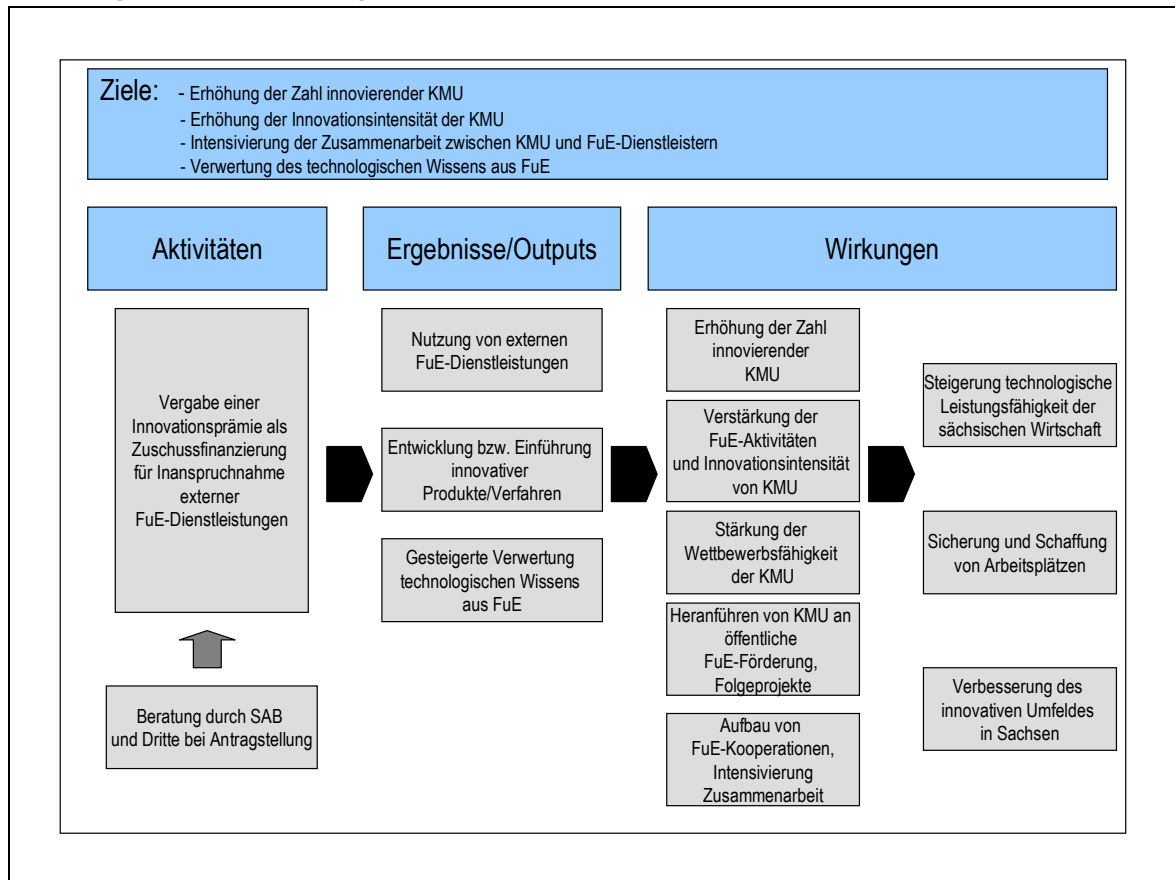 Ziele: - Erhöhung der Zahl innovierender KMU
- Erhöhung der Innovationsintensität der KMU
- Intensivierung der Zusammenarbeit zwischen KMU und FuE-Dienstleistern
- Verwertung des technologischen Wissens aus FuE
Aktivitäten
Ergebnisse/Outputs
Wirkungen
Vergabe einer
Innovationsprämie als
Zuschussfinanzierung
für Inanspruchnahme
externer
FuE-Dienstleistungen
Beratung durch SAB
und Dritte bei Antragstellung
Nutzung von externen
FuE-Dienstleistungen
Entwicklung bzw. Einführung
innovativer
Produkte/Verfahren
Gesteigerte Verwertung
technologischen Wissens
aus FuE
Erhöhung der Zahl
innovierender
KMU
Verstärkung der
FuE-Aktivitäten
und Innovationsintensität
von KMU
Stärkung der
Wettbewerbsfähigkeit
der KMU
Heranführen von KMU an
öffentliche
FuE-Förderung,
Folgeprojekte
Aufbau von
FuE-Kooperationen,
Intensivierung
Zusammenarbeit
Steigerung technologische
Leistungsfähigkeit der
sächsischen Wirtschaft
Sicherung und Schaffung
von Arbeitsplätzen
Verbesserung des
innovativen Umfeldes
in Sachsen